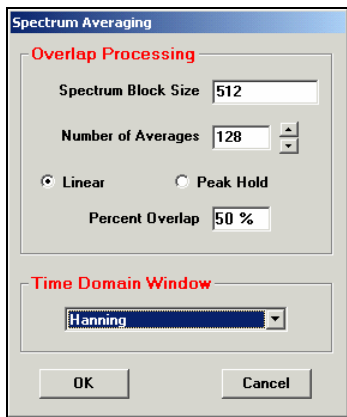 Spectrum Averaging
Overlap Processing
Spectrum Block Size 512
Number of Averages 128
Linear Peak Hold
Percent Overlap 50 %
Time Domain Window
Hanning
OK Cancel